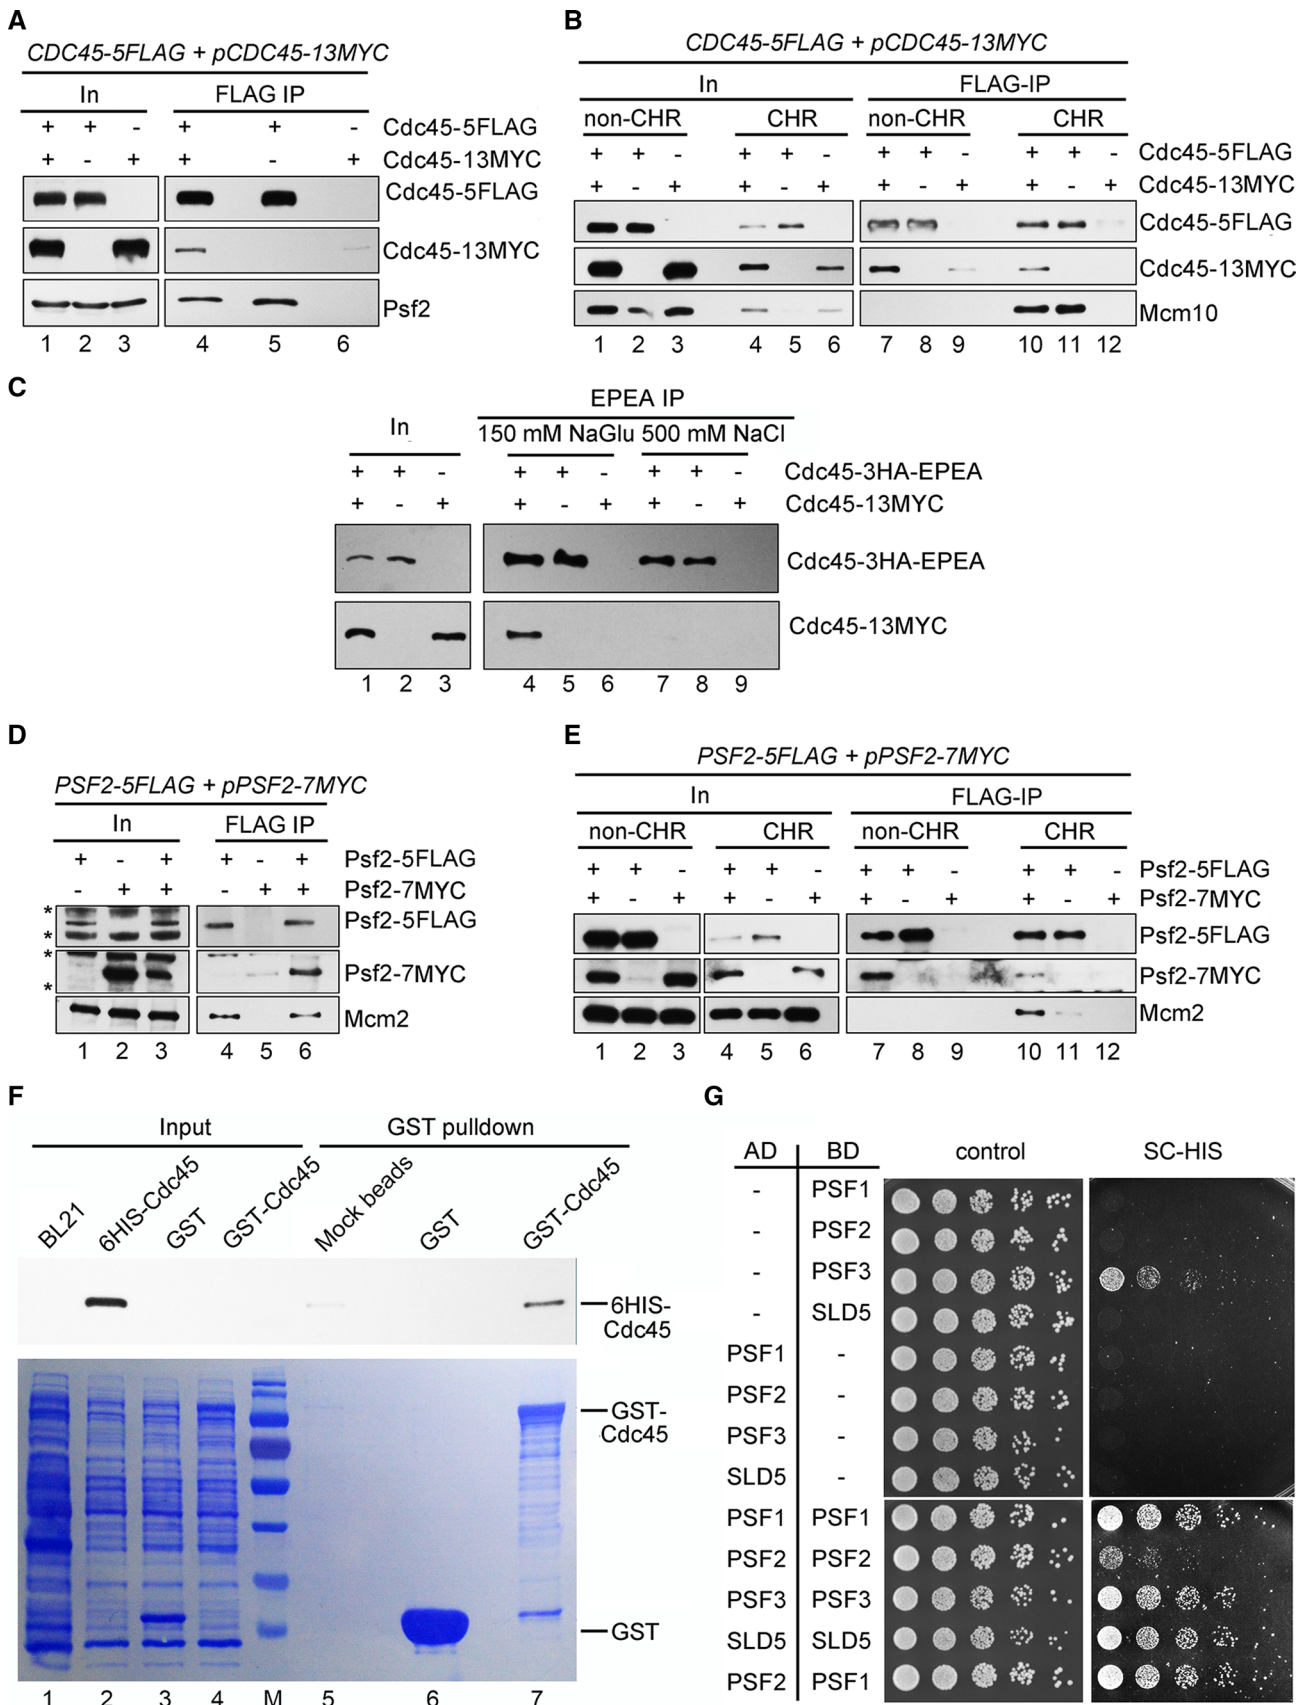 A
CDC45-5FLAG + pCDC45-13MYC
In FLAG IP
+ + - + + - Cdc45-5FLAG
+ - + + - + Cdc45-13MYC
Cdc45-5FLAG
Cdc45-13MYC
Psf2
1 2 3 4 5 6
B
CDC45-5FLAG + pCDC45-13MYC
In FLAG-IP
non-CHR CHR non-CHR CHR
+ + - + + - + + - + + - Cdc45-5FLAG
+ - + + - + + - + + - + Cdc45-13MYC
Cdc45-5FLAG
Cdc45-13MYC
Mcm10
1 2 3 4 5 6 7 8 9 10 11 12
C
EPEA IP
In 150 mM NaGlu 500 mM NaCl
+ + - + + - + + - Cdc45-3HA-EPEA
+ - + + - + + - + Cdc45-13MYC
Cdc45-3HA-EPEA
Cdc45-13MYC
1 2 3 4 5 6 7 8 9
D
PSF2-5FLAG + pPSF2-7MYC
In FLAG IP
+ - + + - + Psf2-5FLAG
- + + - + + Psf2-7MYC
* Psf2-5FLAG
*
* Psf2-7MYC
*
Mcm2
1 2 3 4 5 6
E
PSF2-5FLAG + pPSF2-7MYC
In FLAG-IP
non-CHR CHR non-CHR CHR
+ + - + + - + + - + + - Psf2-5FLAG
+ - + + - + + - + + - + Psf2-7MYC
Psf2-5FLAG
Psf2-7MYC
Mcm2
1 2 3 4 5 6 7 8 9 10 11 12
F
Input GST pulldown
BL21 6HIS-Cdc45 GST GST-Cdc45 Mock beads GST GST-Cdc45
6HIS-
Cdc45
GST-
Cdc45
GST
1 2 3 4 M 5 6 7
G
AD BD control SC-HIS
- PSF1
- PSF2
- PSF3
- SLD5
PSF1 -
PSF2 -
PSF3 -
SLD5 -
PSF1 PSF1
PSF2 PSF2
PSF3 PSF3
SLD5 SLD5
PSF2 PSF1